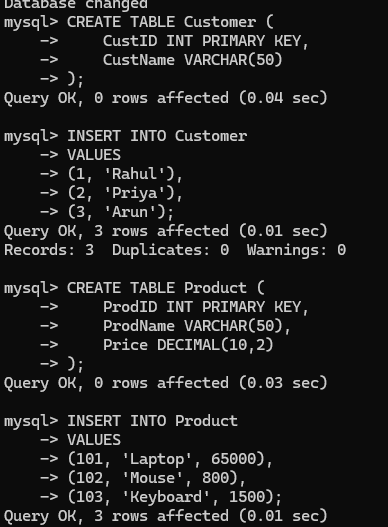 Database changed
mysql> CREATE TABLE Customer (
    ->     CustID INT PRIMARY KEY,
    ->     CustName VARCHAR(50)
    -> );
Query OK, 0 rows affected (0.04 sec)

mysql> INSERT INTO Customer
    -> VALUES
    -> (1, 'Rahul'),
    -> (2, 'Priya'),
    -> (3, 'Arun');
Query OK, 3 rows affected (0.01 sec)
Records: 3  Duplicates: 0  Warnings: 0

mysql> CREATE TABLE Product (
    ->     ProdID INT PRIMARY KEY,
    ->     ProdName VARCHAR(50),
    ->     Price DECIMAL(10,2)
    -> );
Query OK, 0 rows affected (0.03 sec)

mysql> INSERT INTO Product
    -> VALUES
    -> (101, 'Laptop', 65000),
    -> (102, 'Mouse', 800),
    -> (103, 'Keyboard', 1500);
Query OK, 3 rows affected (0.01 sec)